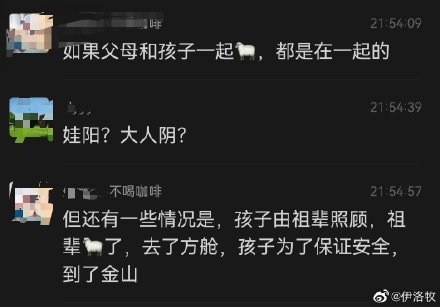 咖啡
21:54:09
如果父母和孩子一起🐑，都是在一起的
21:54:39
娃阳？大人阴？
不喝咖啡
21:54:57
但还有一些情况是，孩子由祖辈照顾，祖
辈🐑了，去了方舱，孩子为了保证安全，
到了金山
@伊洛牧